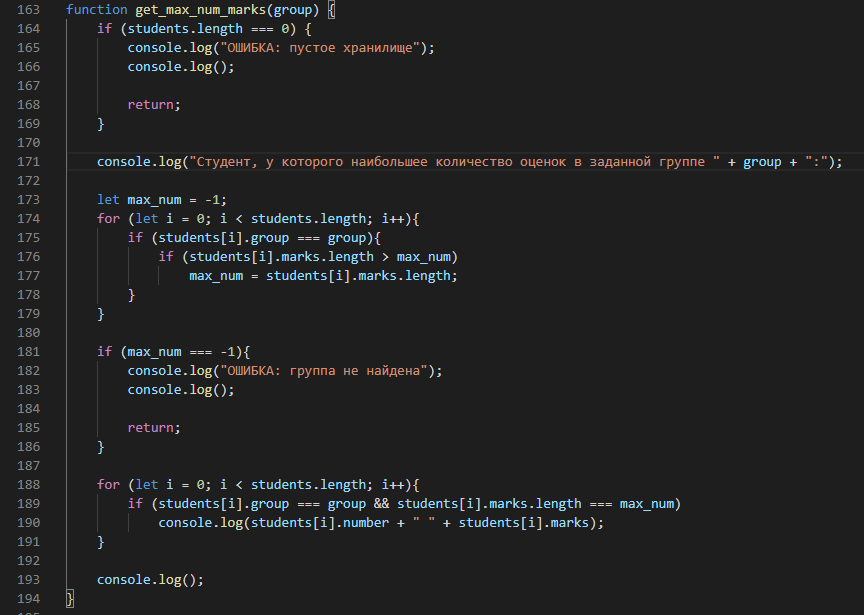 163 function get_max_num_marks(group) {
164     if (students.length === 0) {
165         console.log("ОШИБКА: пустое хранилище");
166         console.log();
167
168         return;
169     }
170
171     console.log("Студент, у которого наибольшее количество оценок в заданной группе " + group + ":");
172
173     let max_num = -1;
174     for (let i = 0; i < students.length; i++){
175         if (students[i].group === group){
176             if (students[i].marks.length > max_num)
177                 max_num = students[i].marks.length;
178         }
179     }
180
181     if (max_num === -1){
182         console.log("ОШИБКА: группа не найдена");
183         console.log();
184
185         return;
186     }
187
188     for (let i = 0; i < students.length; i++){
189         if (students[i].group === group && students[i].marks.length === max_num)
190             console.log(students[i].number + " " + students[i].marks);
191     }
192
193     console.log();
194 }